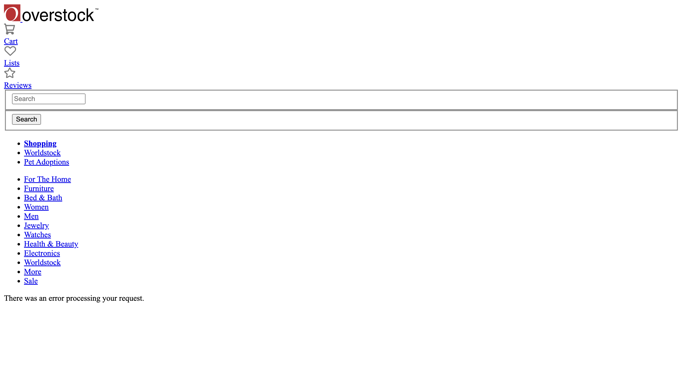 overstock™
Cart
Lists
Reviews
Search
Search
Shopping
Worldstock
Pet Adoptions
For The Home
Furniture
Bed & Bath
Women
Men
Jewelry
Watches
Health & Beauty
Electronics
Worldstock
More
Sale
There was an error processing your request.